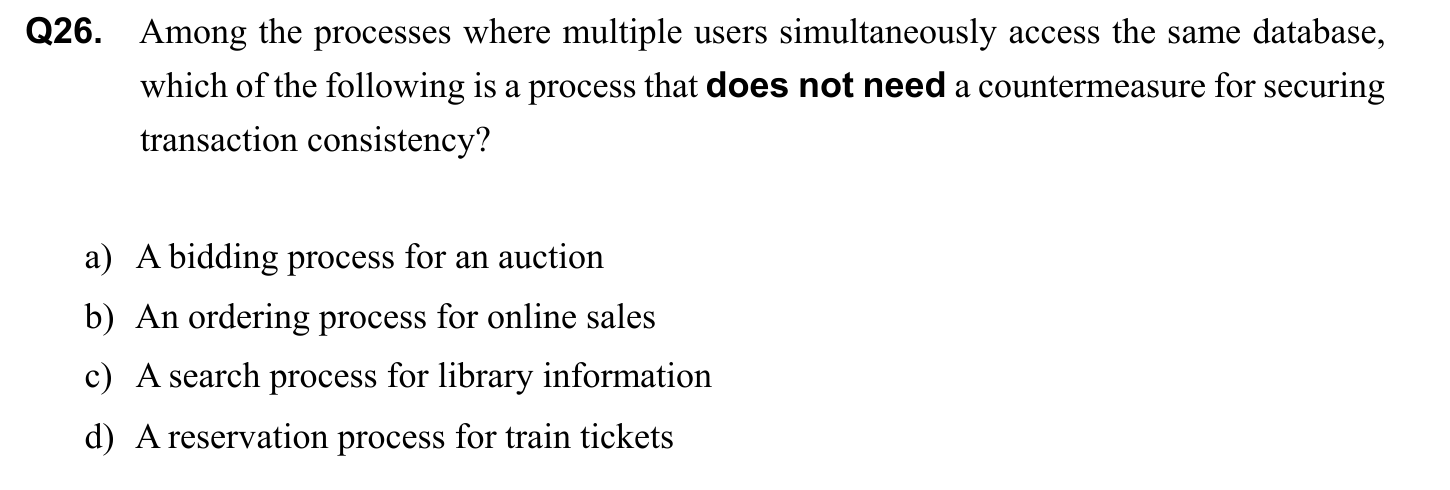 Q26. Among the processes where multiple users simultaneously access the same database,
which of the following is a process that does not need a countermeasure for securing
transaction consistency?
a) A bidding process for an auction
b) An ordering process for online sales
c) A search process for library information
d) A reservation process for train tickets